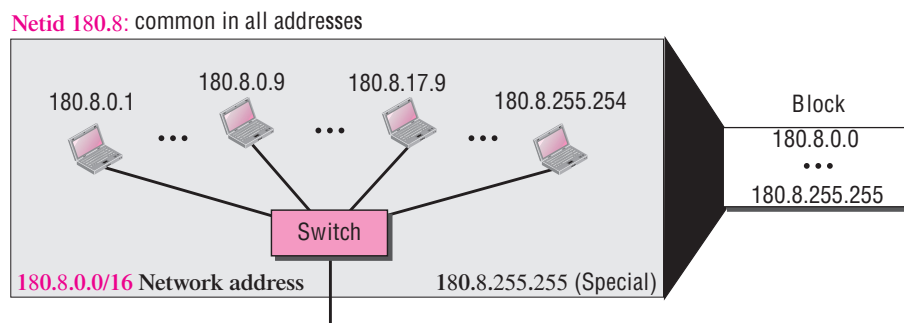 Netid 180.8: common in all addresses
180.8.0.1 ••• 180.8.0.9 ••• 180.8.17.9 ••• 180.8.255.254
Switch
180.8.0.0/16 Network address
180.8.255.255 (Special)
Block
180.8.0.0
•••
180.8.255.255